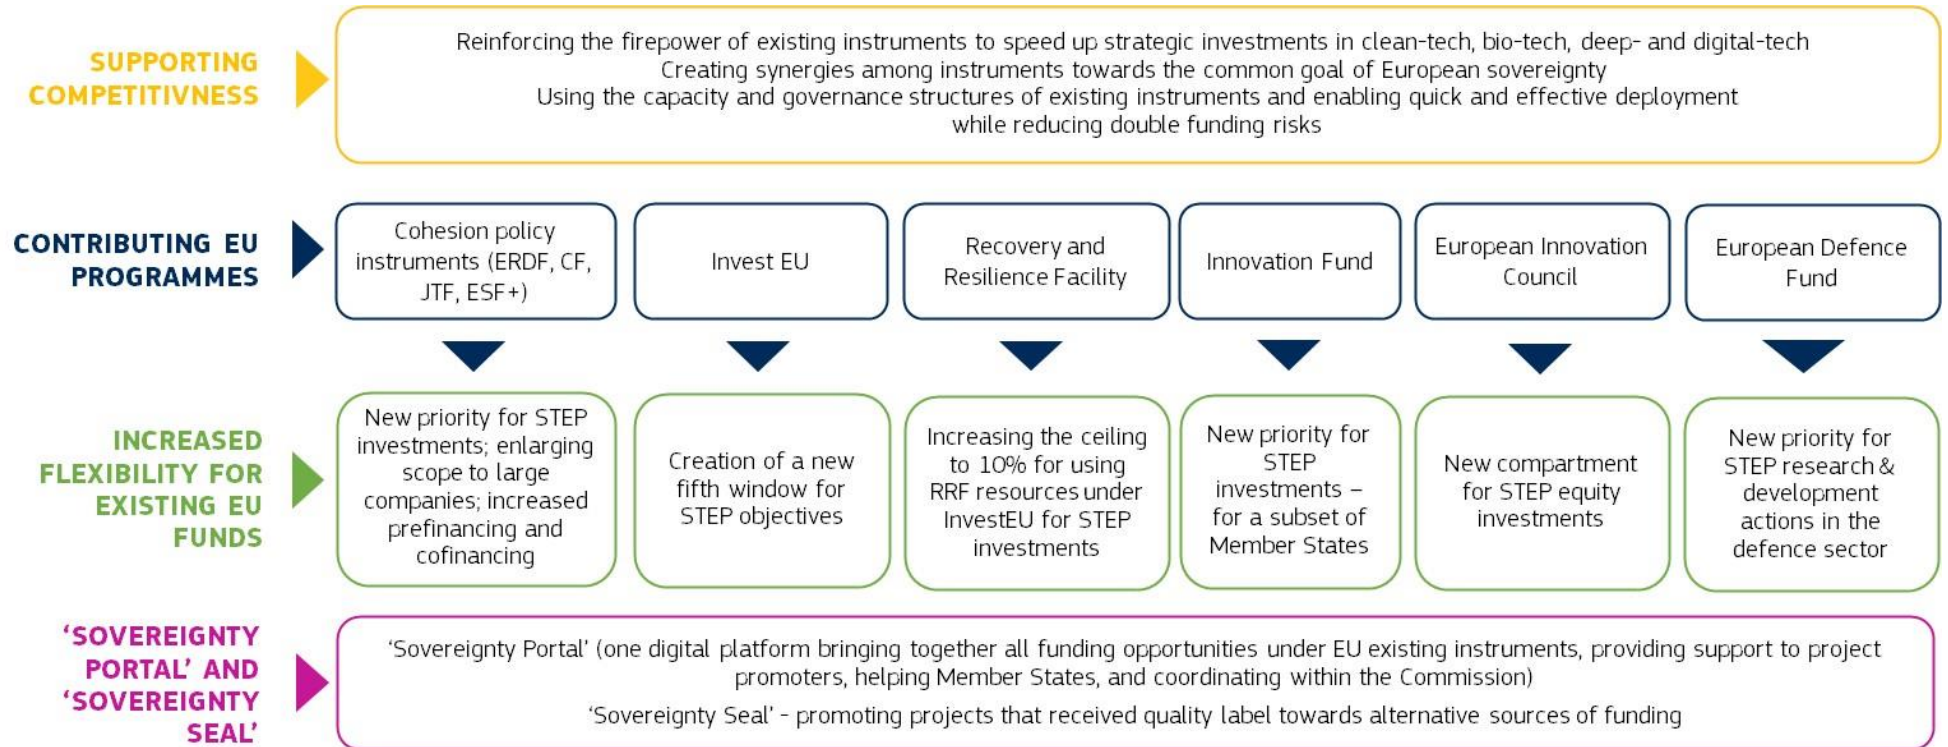 SUPPORTING
COMPETITIVNESS
Reinforcing the firepower of existing instruments to speed up strategic investments in clean-tech, bio-tech, deep- and digital-tech
Creating synergies among instruments towards the common goal of European sovereignty
Using the capacity and governance structures of existing instruments and enabling quick and effective deployment
while reducing double funding risks
CONTRIBUTING EU
PROGRAMMES
Cohesion policy
instruments (ERDF, CF,
JTF, ESF+)
Invest EU
Recovery and
Resilience Facility
Innovation Fund
European Innovation
Council
European Defence
Fund
INCREASED
FLEXIBILITY FOR
EXISTING EU
FUNDS
New priority for STEP
investments; enlarging
scope to large
companies; increased
prefinancing and
cofinancing
Creation of a new
fifth window for
STEP objectives
Increasing the ceiling
to 10% for using
RRF resources under
InvestEU for STEP
investments
New priority for
STEP
investments –
for a subset of
Member States
New compartment
for STEP equity
investments
New priority for
STEP research &
development
actions in the
defence sector
‘SOVEREIGNTY
PORTAL’ AND
‘SOVEREIGNTY
SEAL’
‘Sovereignty Portal’ (one digital platform bringing together all funding opportunities under EU existing instruments, providing support to project
promoters, helping Member States, and coordinating within the Commission)
‘Sovereignty Seal’ - promoting projects that received quality label towards alternative sources of funding